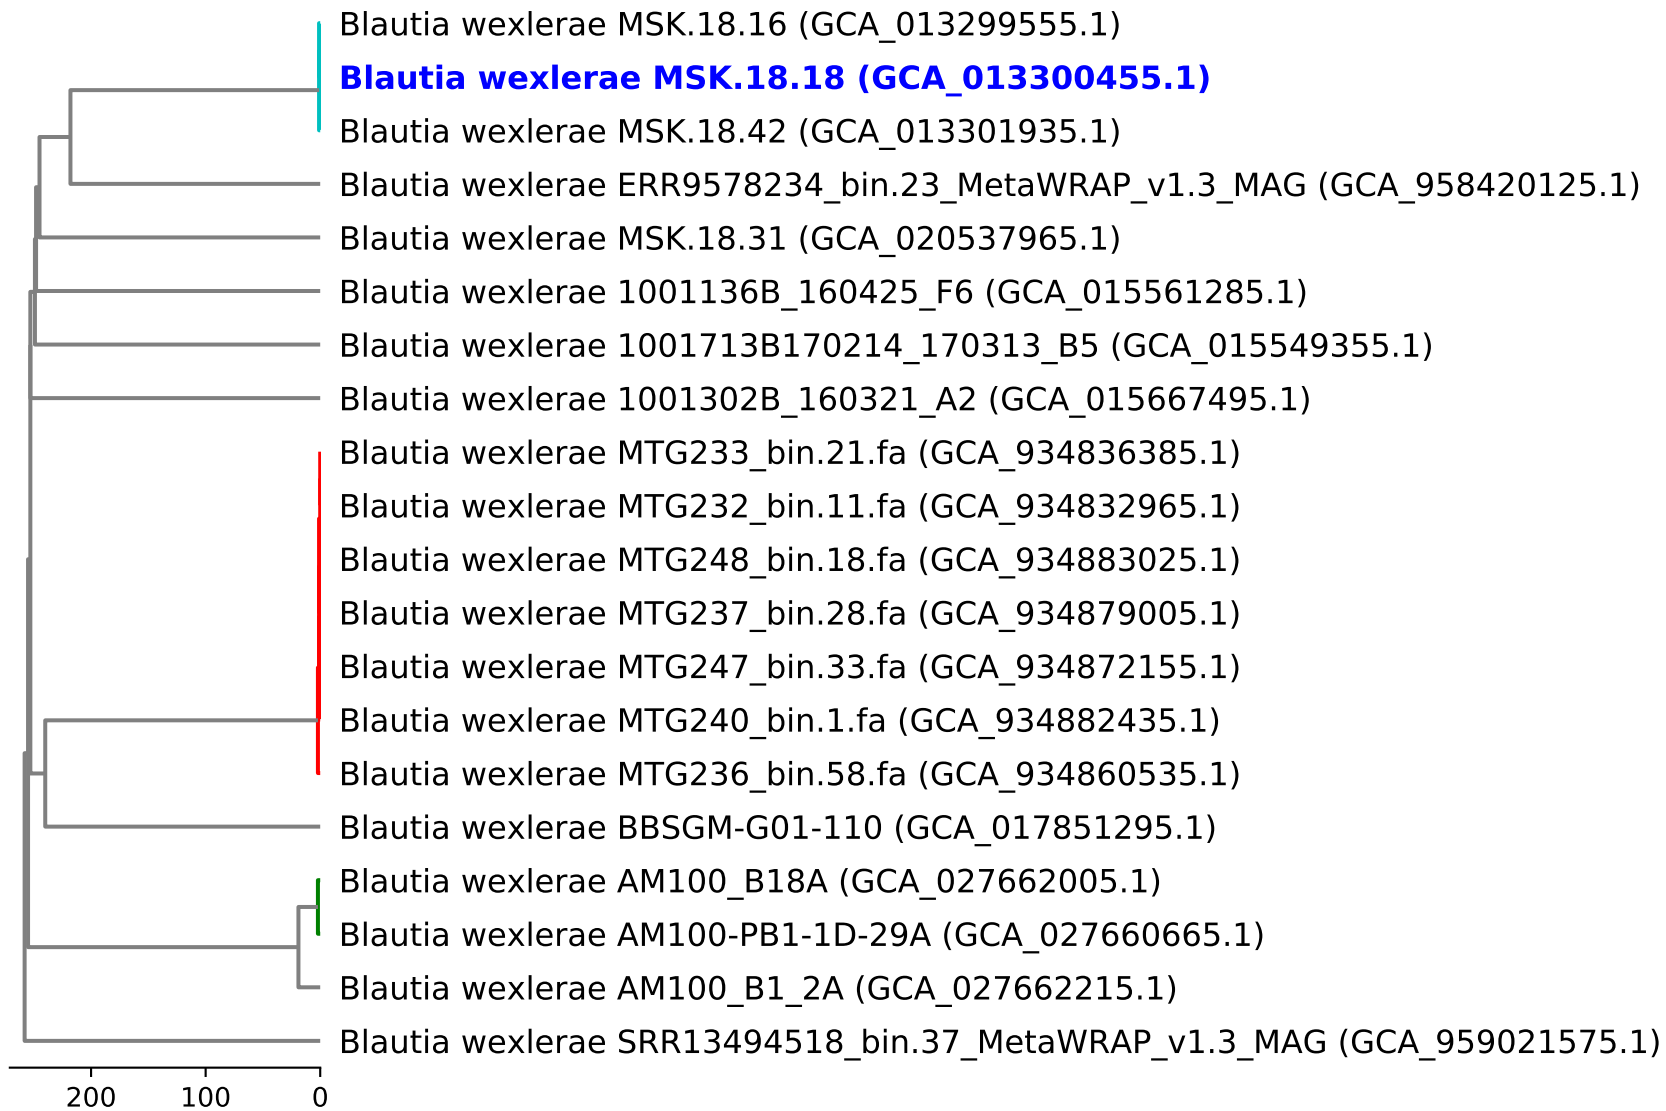 Blautia wexlerae MSK.18.16 (GCA_013299555.1)
Blautia wexlerae MSK.18.18 (GCA_013300455.1)
Blautia wexlerae MSK.18.42 (GCA_013301935.1)
Blautia wexlerae ERR9578234_bin.23_MetaWRAP_v1.3_MAG (GCA_958420125.1)
Blautia wexlerae MSK.18.31 (GCA_020537965.1)
Blautia wexlerae 1001136B_160425_F6 (GCA_015561285.1)
Blautia wexlerae 1001713B170214_170313_B5 (GCA_015549355.1)
Blautia wexlerae 1001302B_160321_A2 (GCA_015667495.1)
Blautia wexlerae MTG233_bin.21.fa (GCA_934836385.1)
Blautia wexlerae MTG232_bin.11.fa (GCA_934832965.1)
Blautia wexlerae MTG248_bin.18.fa (GCA_934883025.1)
Blautia wexlerae MTG237_bin.28.fa (GCA_934879005.1)
Blautia wexlerae MTG247_bin.33.fa (GCA_934872155.1)
Blautia wexlerae MTG240_bin.1.fa (GCA_934882435.1)
Blautia wexlerae MTG236_bin.58.fa (GCA_934860535.1)
Blautia wexlerae BBSGM-G01-110 (GCA_017851295.1)
Blautia wexlerae AM100_B18A (GCA_027662005.1)
Blautia wexlerae AM100-PB1-1D-29A (GCA_027660665.1)
Blautia wexlerae AM100_B1_2A (GCA_027662215.1)
Blautia wexlerae SRR13494518_bin.37_MetaWRAP_v1.3_MAG (GCA_959021575.1)
200 100 0